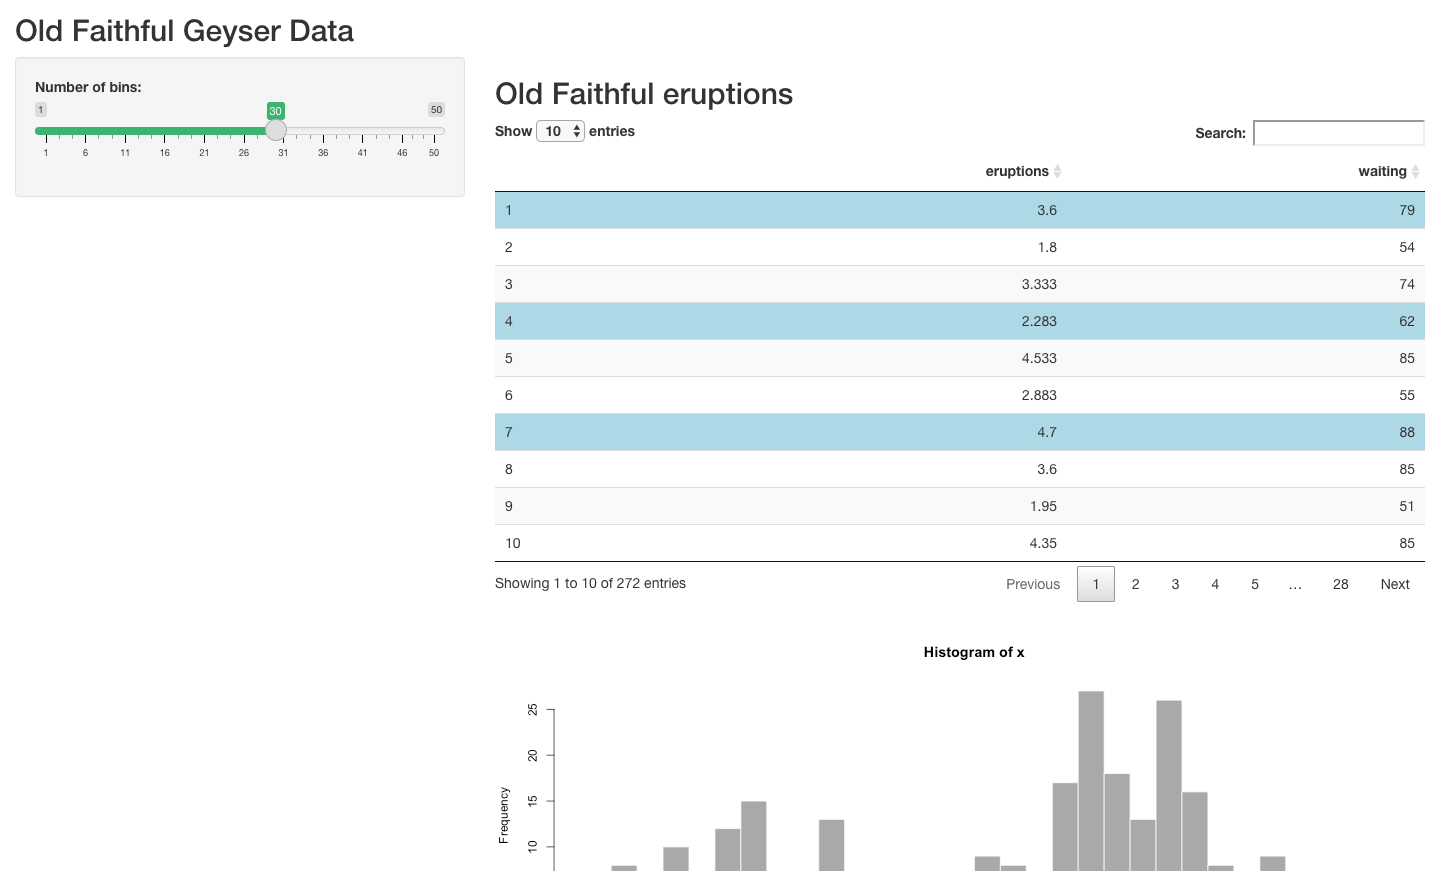 Old Faithful Geyser Data
Number of bins:
1 30 50
1 6 11 16 21 26 31 36 41 46 50
Old Faithful eruptions
Show 10 entries Search:
eruptions waiting
1 3.6 79
2 1.8 54
3 3.333 74
4 2.283 62
5 4.533 85
6 2.883 55
7 4.7 88
8 3.6 85
9 1.95 51
10 4.35 85
Showing 1 to 10 of 272 entries Previous 1 2 3 4 5 … 28 Next
Histogram of x
25
20
15
10
Frequency